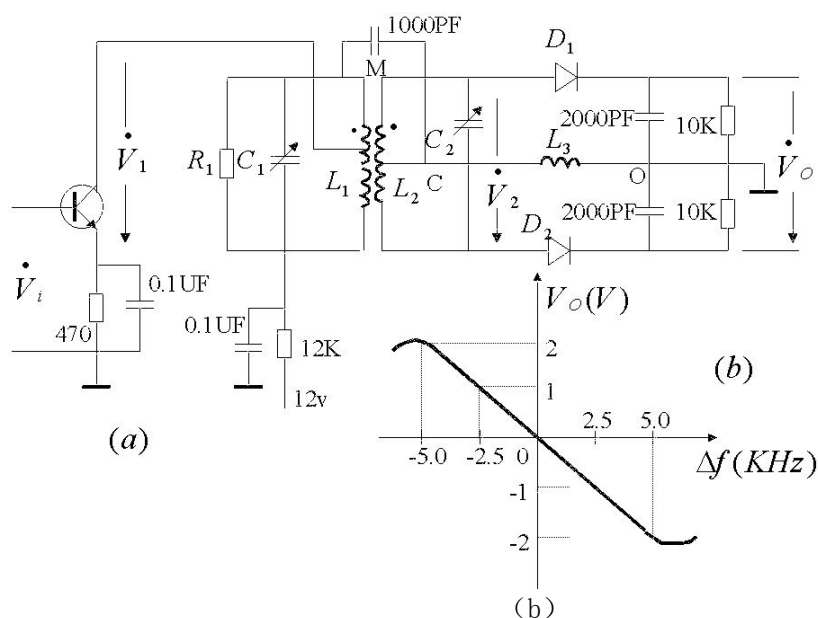 1000PF
M
D1
V1
R1
C1
L1
L2
C2
C
V2
L3
2000PF
10K
O
VO
2000PF
10K
D2
Vi
0.1UF
470
0.1UF
12K
12v
(a)
VO(V)
2
1
(b)
2.5
5.0
-5.0
-2.5
0
Δf(KHz)
-1
-2
(b)